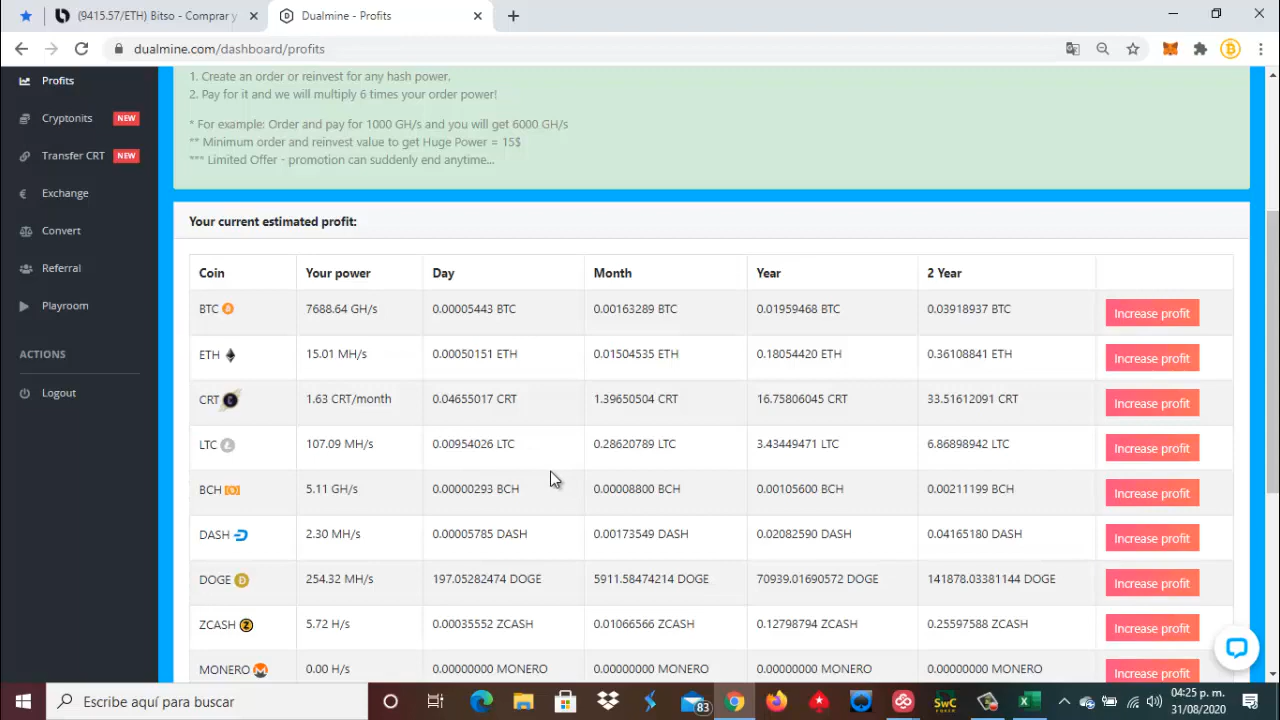 (9415.57/ETH) Bitso - Comprar y
Dualmine - Profits
dualmine.com/dashboard/profits
Profits
Cryptonits NEW
Transfer CRT NEW
Exchange
Convert
Referral
Playroom
ACTIONS
Logout
1. Create an order or reinvest for any hash power.
2. Pay for it and we will multiply 6 times your order power!
* For example: Order and pay for 1000 GH/s and you will get 6000 GH/s
** Minimum order and reinvest value to get Huge Power = 15$
*** Limited Offer - promotion can suddenly end anytime...
Your current estimated profit:
Coin Your power Day Month Year 2 Year
BTC 7688.64 GH/s 0.00005443 BTC 0.00163289 BTC 0.01959468 BTC 0.03918937 BTC Increase profit
ETH 15.01 MH/s 0.00050151 ETH 0.01504535 ETH 0.18054420 ETH 0.36108841 ETH Increase profit
CRT 1.63 CRT/month 0.04655017 CRT 1.39650504 CRT 16.75806045 CRT 33.51612091 CRT Increase profit
LTC 107.09 MH/s 0.00954026 LTC 0.28620789 LTC 3.43449471 LTC 6.86898942 LTC Increase profit
BCH 5.11 GH/s 0.00000293 BCH 0.00008800 BCH 0.00105600 BCH 0.00211199 BCH Increase profit
DASH 2.30 MH/s 0.00005785 DASH 0.00173549 DASH 0.02082590 DASH 0.04165180 DASH Increase profit
DOGE 254.32 MH/s 197.05282474 DOGE 5911.58474214 DOGE 70939.01690572 DOGE 141878.03381144 DOGE Increase profit
ZCASH 5.72 H/s 0.00035552 ZCASH 0.01066566 ZCASH 0.12798794 ZCASH 0.25597588 ZCASH Increase profit
MONERO 0.00 H/s 0.00000000 MONERO 0.00000000 MONERO 0.00000000 MONERO 0.00000000 MONERO Increase profit
Escribe aquí para buscar
83
SwC
04:25 p. m.
31/08/2020